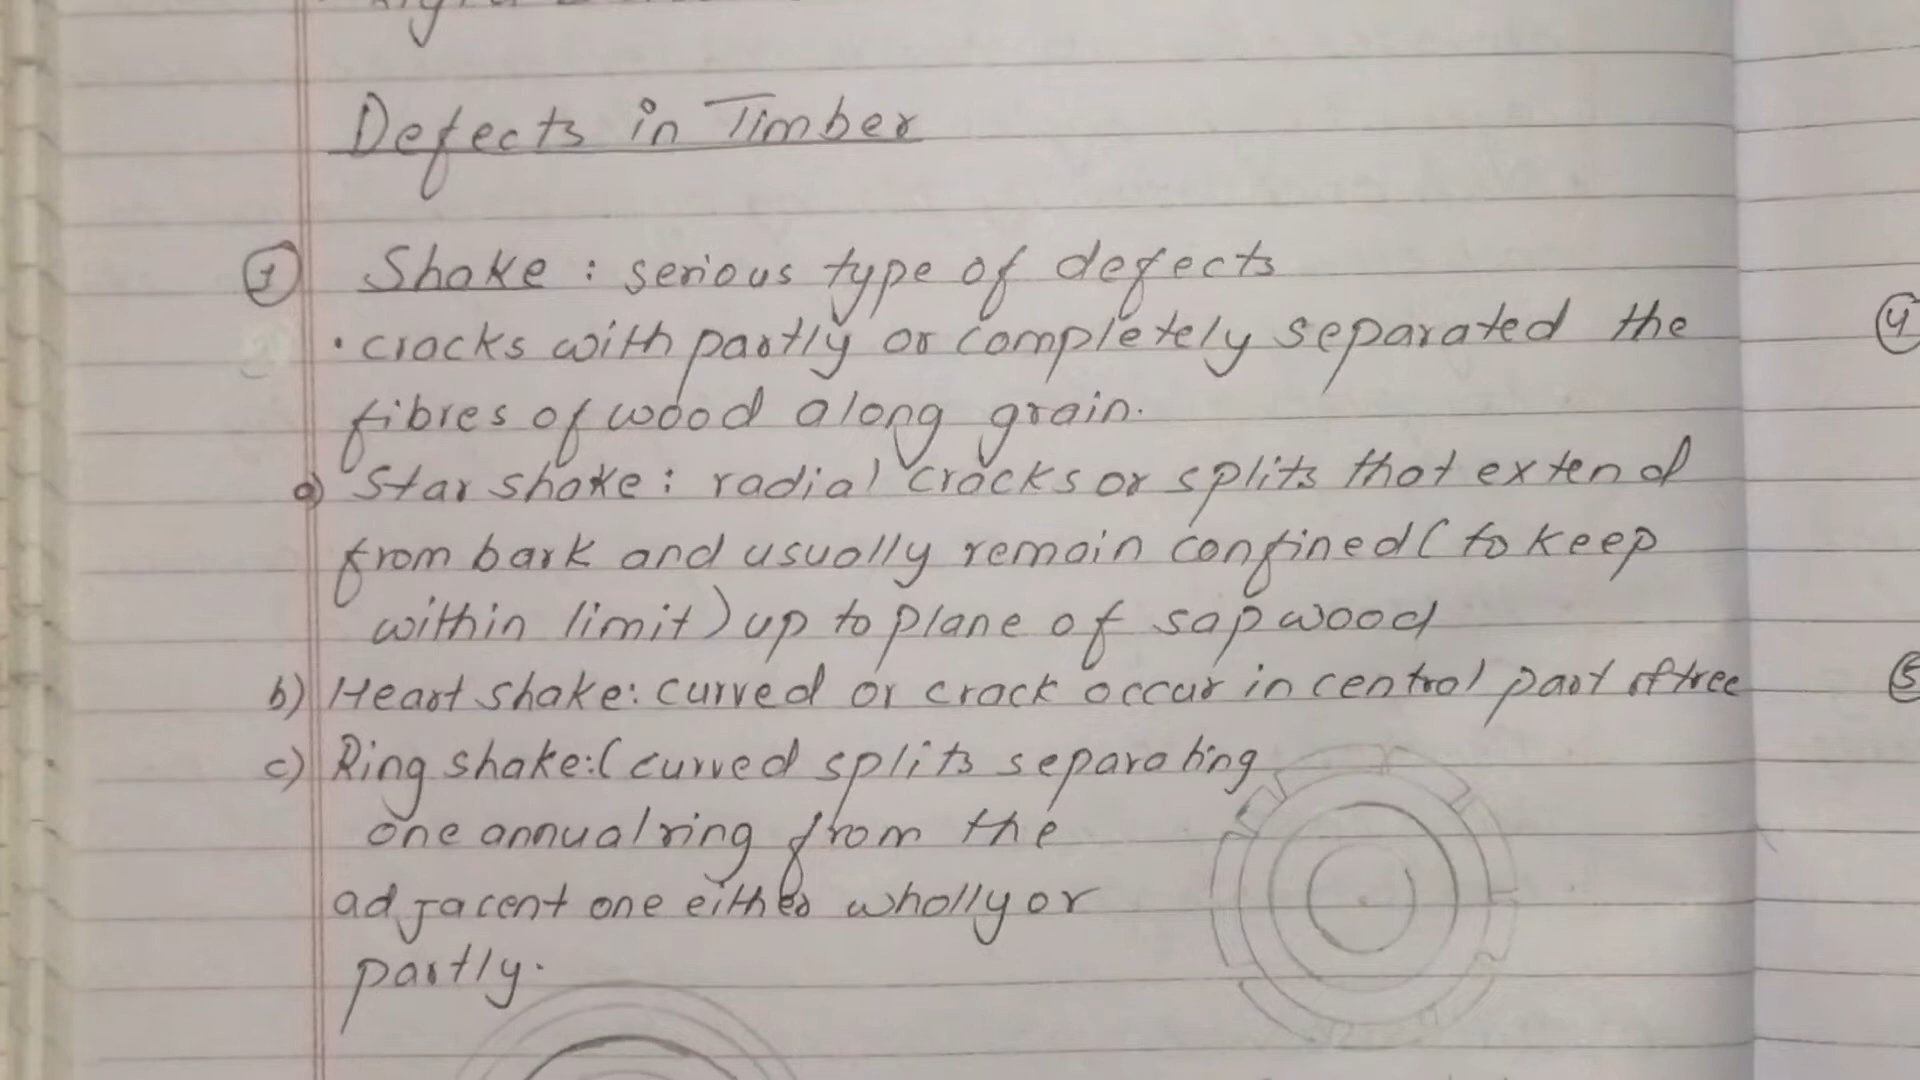 Defects in Timber
① Shake : serious type of defects
• cracks with partly or completely separated the
fibres of wood along grain.
a) Star shake : radial cracks or splits that extend
from bark and usually remain confined (to keep
within limit) up to plane of sapwood
b) Heart shake: curved or crack occur in central part of tree
c) Ring shake:( curved splits separating
one annual ring from the
adjacent one either wholly or
partly.
④
⑤